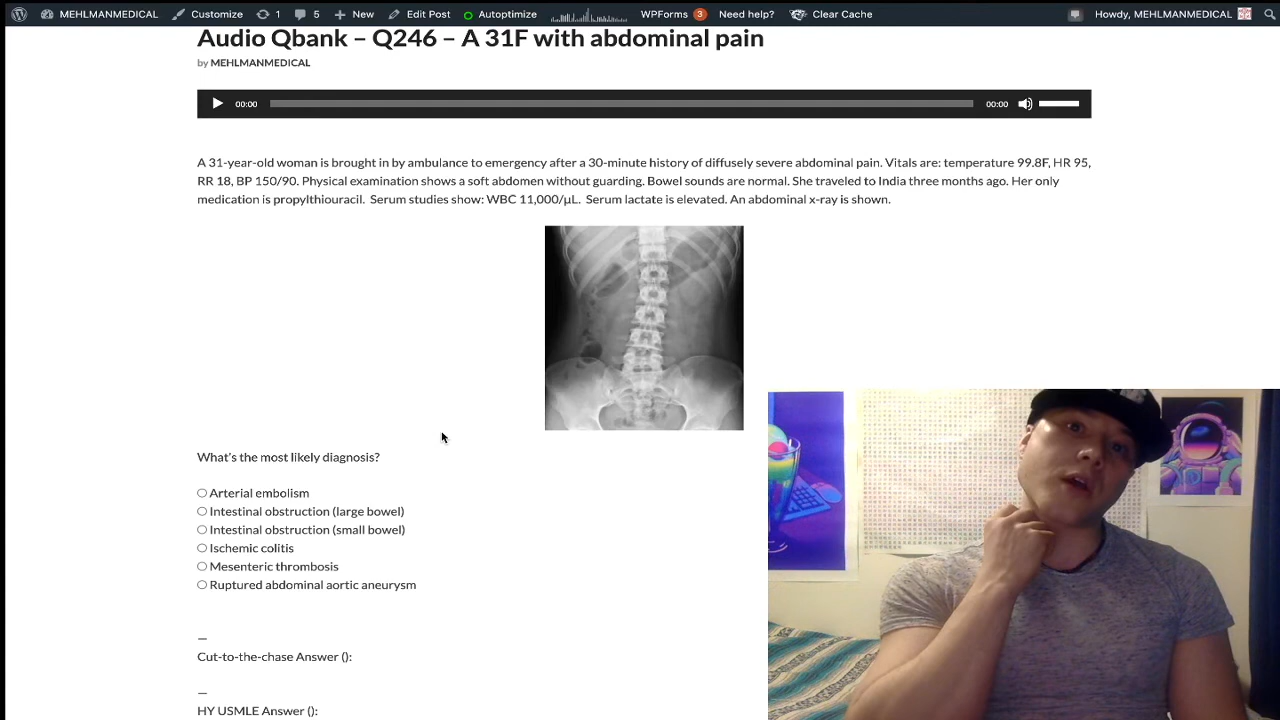 MEHLMANMEDICAL Customize 1 5 New Edit Post Autoptimize WPForms 3 Need help? Clear Cache Howdy, MEHLMANMEDICAL
Audio Qbank – Q246 – A 31F with abdominal pain
by MEHLMANMEDICAL
00:00 00:00
A 31-year-old woman is brought in by ambulance to emergency after a 30-minute history of diffusely severe abdominal pain. Vitals are: temperature 99.8F, HR 95,
RR 18, BP 150/90. Physical examination shows a soft abdomen without guarding. Bowel sounds are normal. She traveled to India three months ago. Her only
medication is propylthiouracil. Serum studies show: WBC 11,000/μL. Serum lactate is elevated. An abdominal x-ray is shown.
What's the most likely diagnosis?
Arterial embolism
Intestinal obstruction (large bowel)
Intestinal obstruction (small bowel)
Ischemic colitis
Mesenteric thrombosis
Ruptured abdominal aortic aneurysm
—
Cut-to-the-chase Answer ():
—
HY USMLE Answer ():